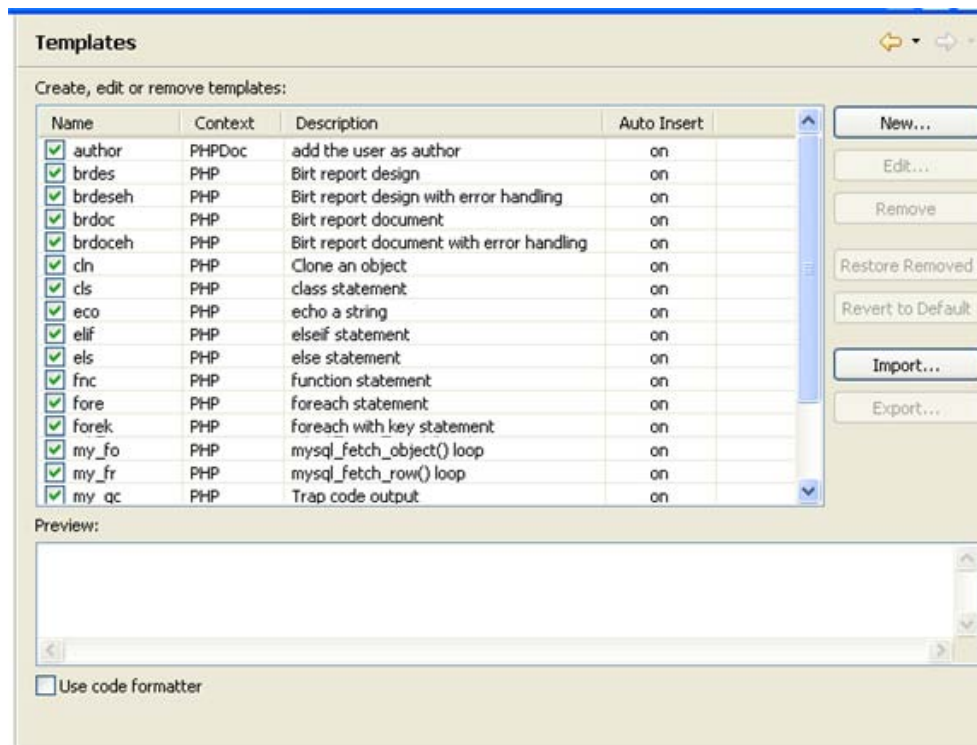 Templates
Create, edit or remove templates:
Name Context Description Auto Insert
author PHPDoc add the user as author on
brdes PHP Birt report design on
brdeseh PHP Birt report design with error handling on
brdoc PHP Birt report document on
brdoceh PHP Birt report document with error handling on
cln PHP Clone an object on
cls PHP class statement on
eco PHP echo a string on
elif PHP elseif statement on
els PHP else statement on
fnc PHP function statement on
fore PHP foreach statement on
forek PHP foreach with key statement on
my_fo PHP mysql_fetch_object() loop on
my_fr PHP mysql_fetch_row() loop on
my_qc PHP Trap code output on
New...
Edit...
Remove
Restore Removed
Revert to Default
Import...
Export...
Preview:
Use code formatter